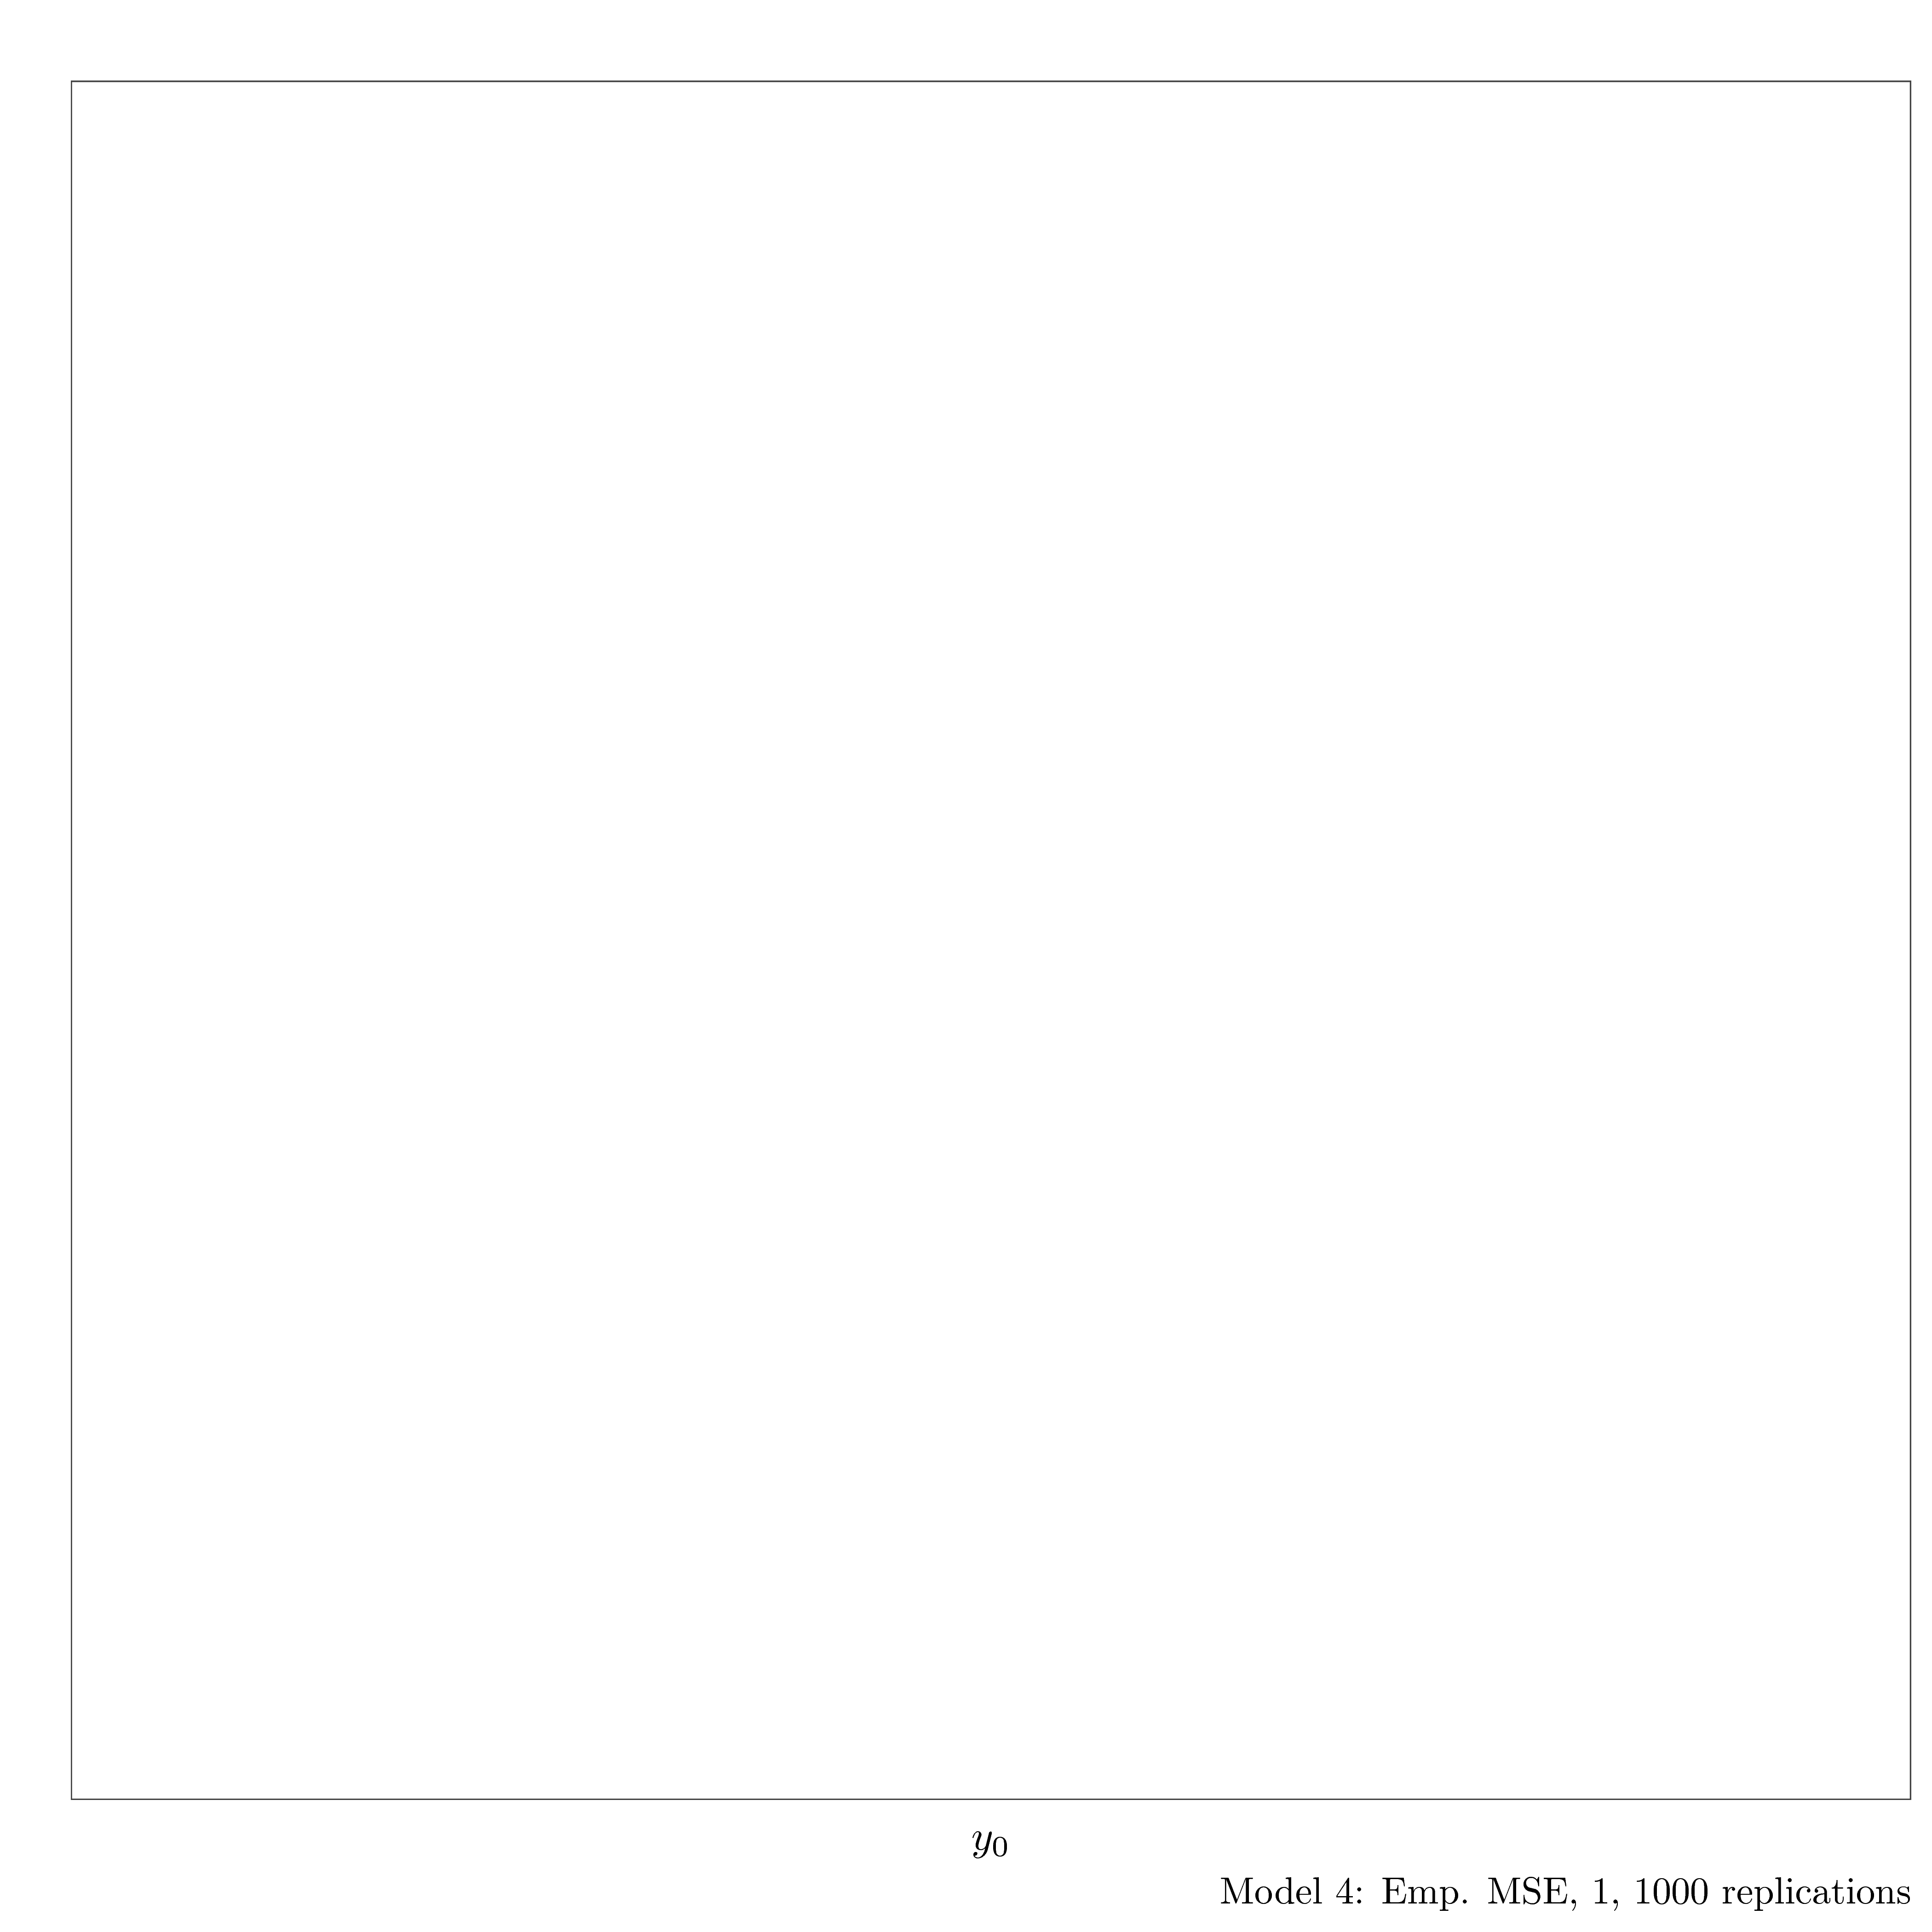 y₀
Model 4: Emp. MSE, 1, 1000 replications